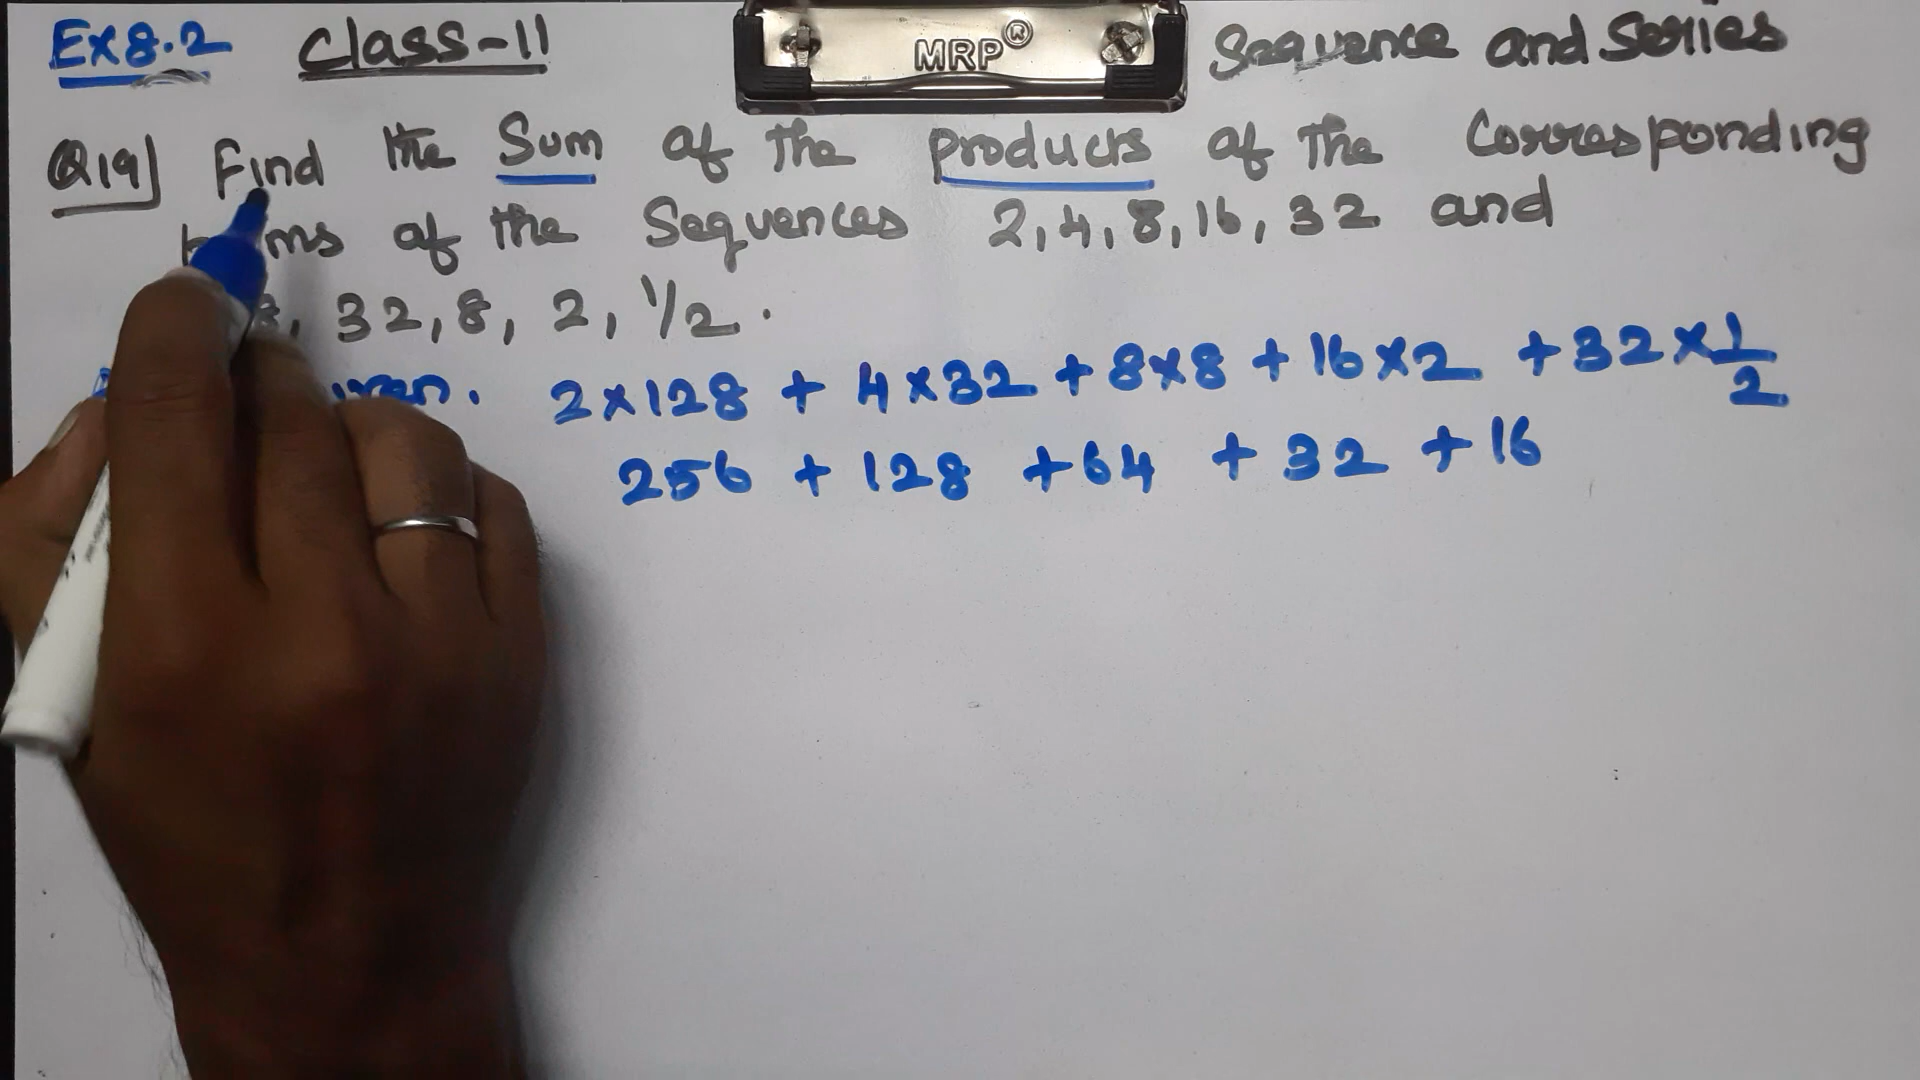 Ex 8.2 Class-11 MRP® Sequence and Series
Q19] Find the Sum of the products of the Corresponding
of the Sequences 2, 4, 8, 16, 32 and
32, 8, 2, 1/2.
2×128 + 4×32 + 8×8 + 16×2 + 32×1/2
256 + 128 + 64 + 32 + 16